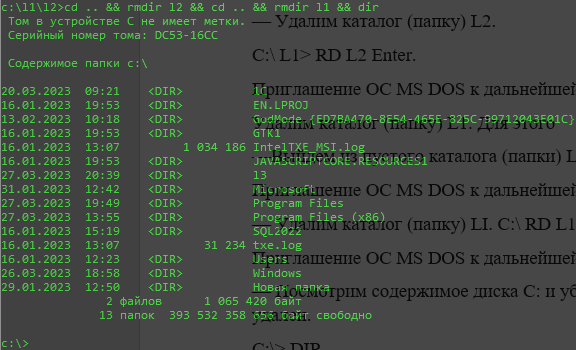 c:\l1\l2>cd .. && rmdir l2 && cd .. && rmdir l1 && dir
Том в устройстве C не имеет метки.
Серийный номер тома: DC53-16CC
Содержимое папки c:\
20.03.2023 09:21 <DIR> 1C
16.01.2023 19:53 <DIR> EN.LPROJ
13.02.2023 10:18 <DIR> GodMode.{ED7BA470-8E54-465E-825C-99712043E01C}
16.01.2023 19:53 <DIR> GTK1
16.01.2023 13:07 1 034 186 IntelTXE_MSI.log
16.01.2023 19:53 <DIR> JAVASCRIPTCORE.RESOURCES1
27.03.2023 20:39 <DIR> l3
31.01.2023 12:42 <DIR> Microsoft
27.03.2023 19:49 <DIR> Program Files
27.03.2023 13:55 <DIR> Program Files (x86)
16.01.2023 15:19 <DIR> SQL2022
16.01.2023 13:07 31 234 txe.log
16.01.2023 12:23 <DIR> Users
26.03.2023 18:58 <DIR> Windows
29.01.2023 12:50 <DIR> Новая папка
2 файлов 1 065 420 байт
13 папок 393 532 358 656 байт свободно
c:\>
— Удалим каталог (папку) L2.
C:\ L1> RD L2 Enter.
Приглашение ОС MS DOS к дальнейшей
Удалим каталог (папку) L1. Для этого
— Выйдем из пустого каталога (папки) L
Приглашение ОС MS DOS к дальнейшей
— Удалим каталог (папку) LI. C:\ RD L1
Приглашение ОС MS DOS к дальнейшей
— Посмотрим содержимое диска C: и уб
удален.
C:\> DIR